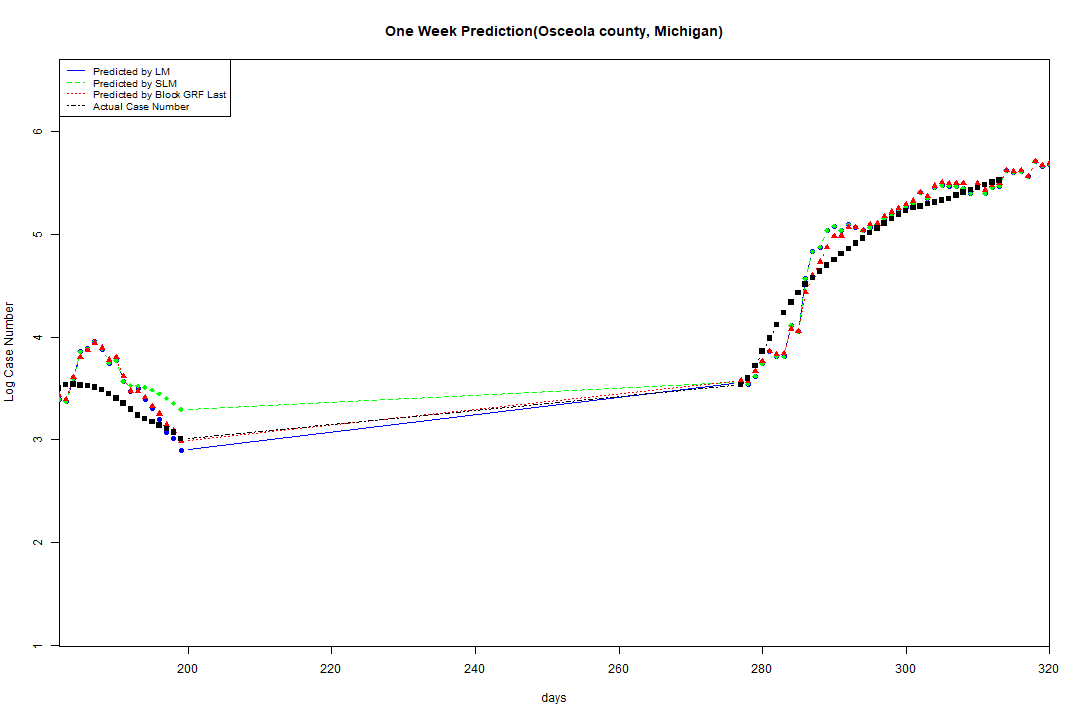 One Week Prediction(Osceola county, Michigan)
Predicted by LM
Predicted by SLM
Predicted by Block GRF Last
Actual Case Number
6
5
4
3
2
1
Log Case Number
200 220 240 260 280 300 320
days